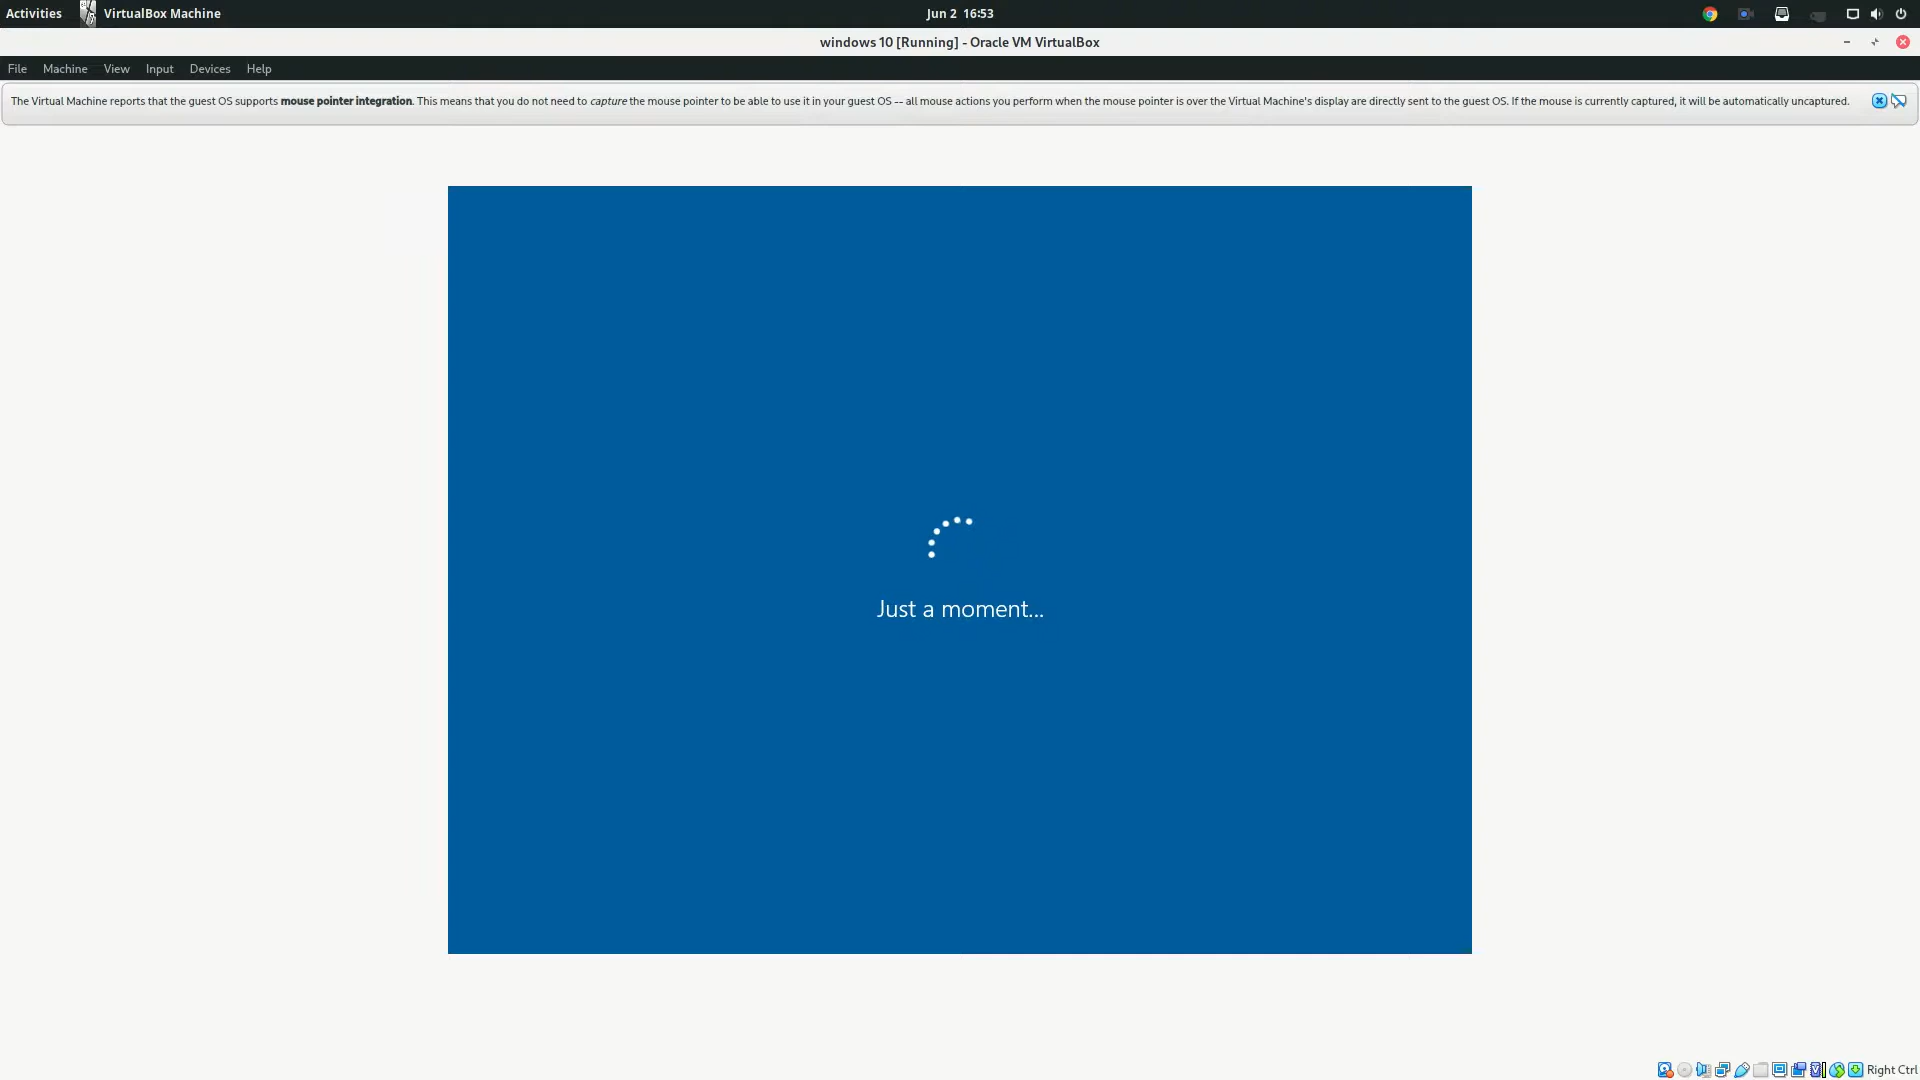 Activities VirtualBox Machine Jun 2 16:53
windows 10 [Running] - Oracle VM VirtualBox
File Machine View Input Devices Help
The Virtual Machine reports that the guest OS supports mouse pointer integration. This means that you do not need to capture the mouse pointer to be able to use it in your guest OS -- all mouse actions you perform when the mouse pointer is over the Virtual Machine's display are directly sent to the guest OS. If the mouse is currently captured, it will be automatically uncaptured.
Just a moment...
Right Ctrl